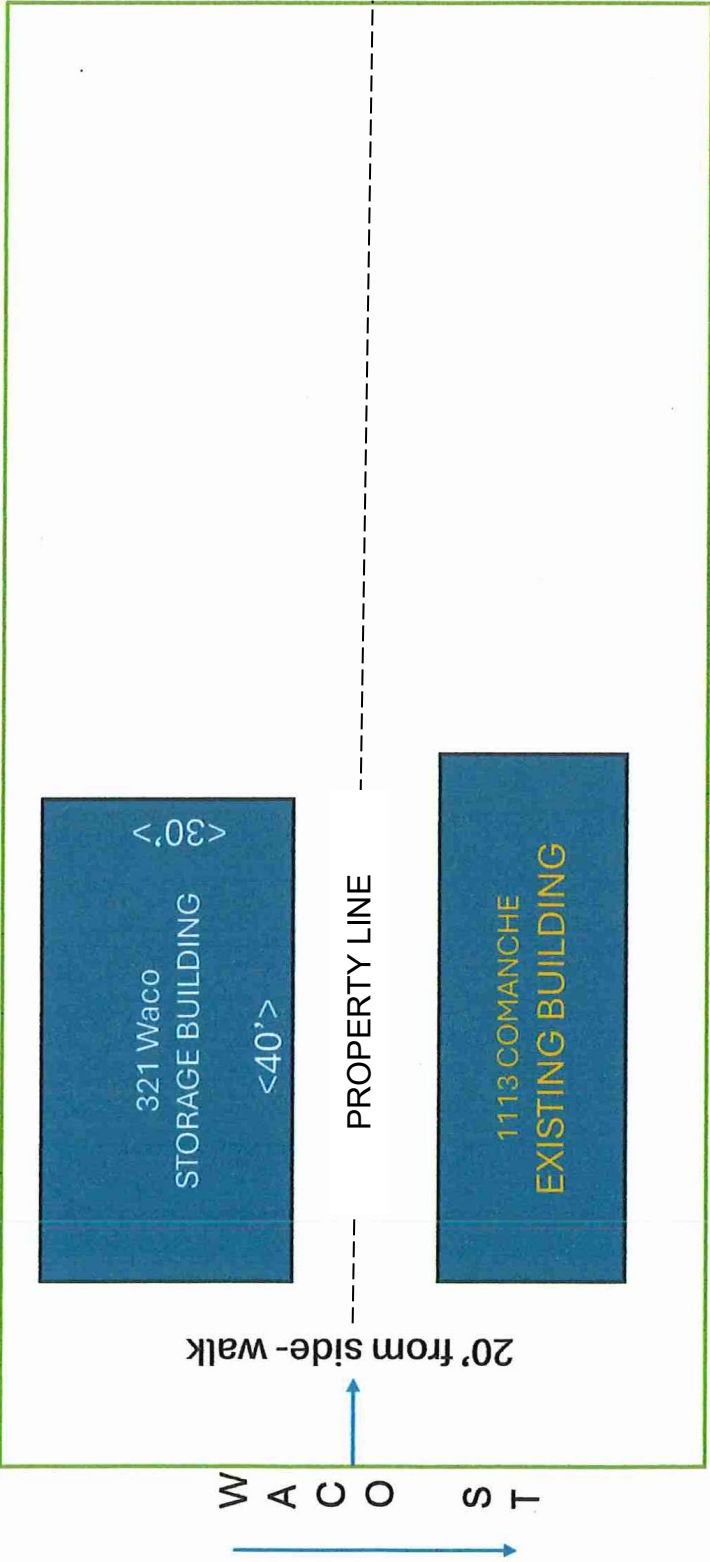 321 Waco
STORAGE BUILDING
<40’>
<30’>
PROPERTY LINE
1113 COMANCHE
EXISTING BUILDING
20’ from side-walk
WACO ST